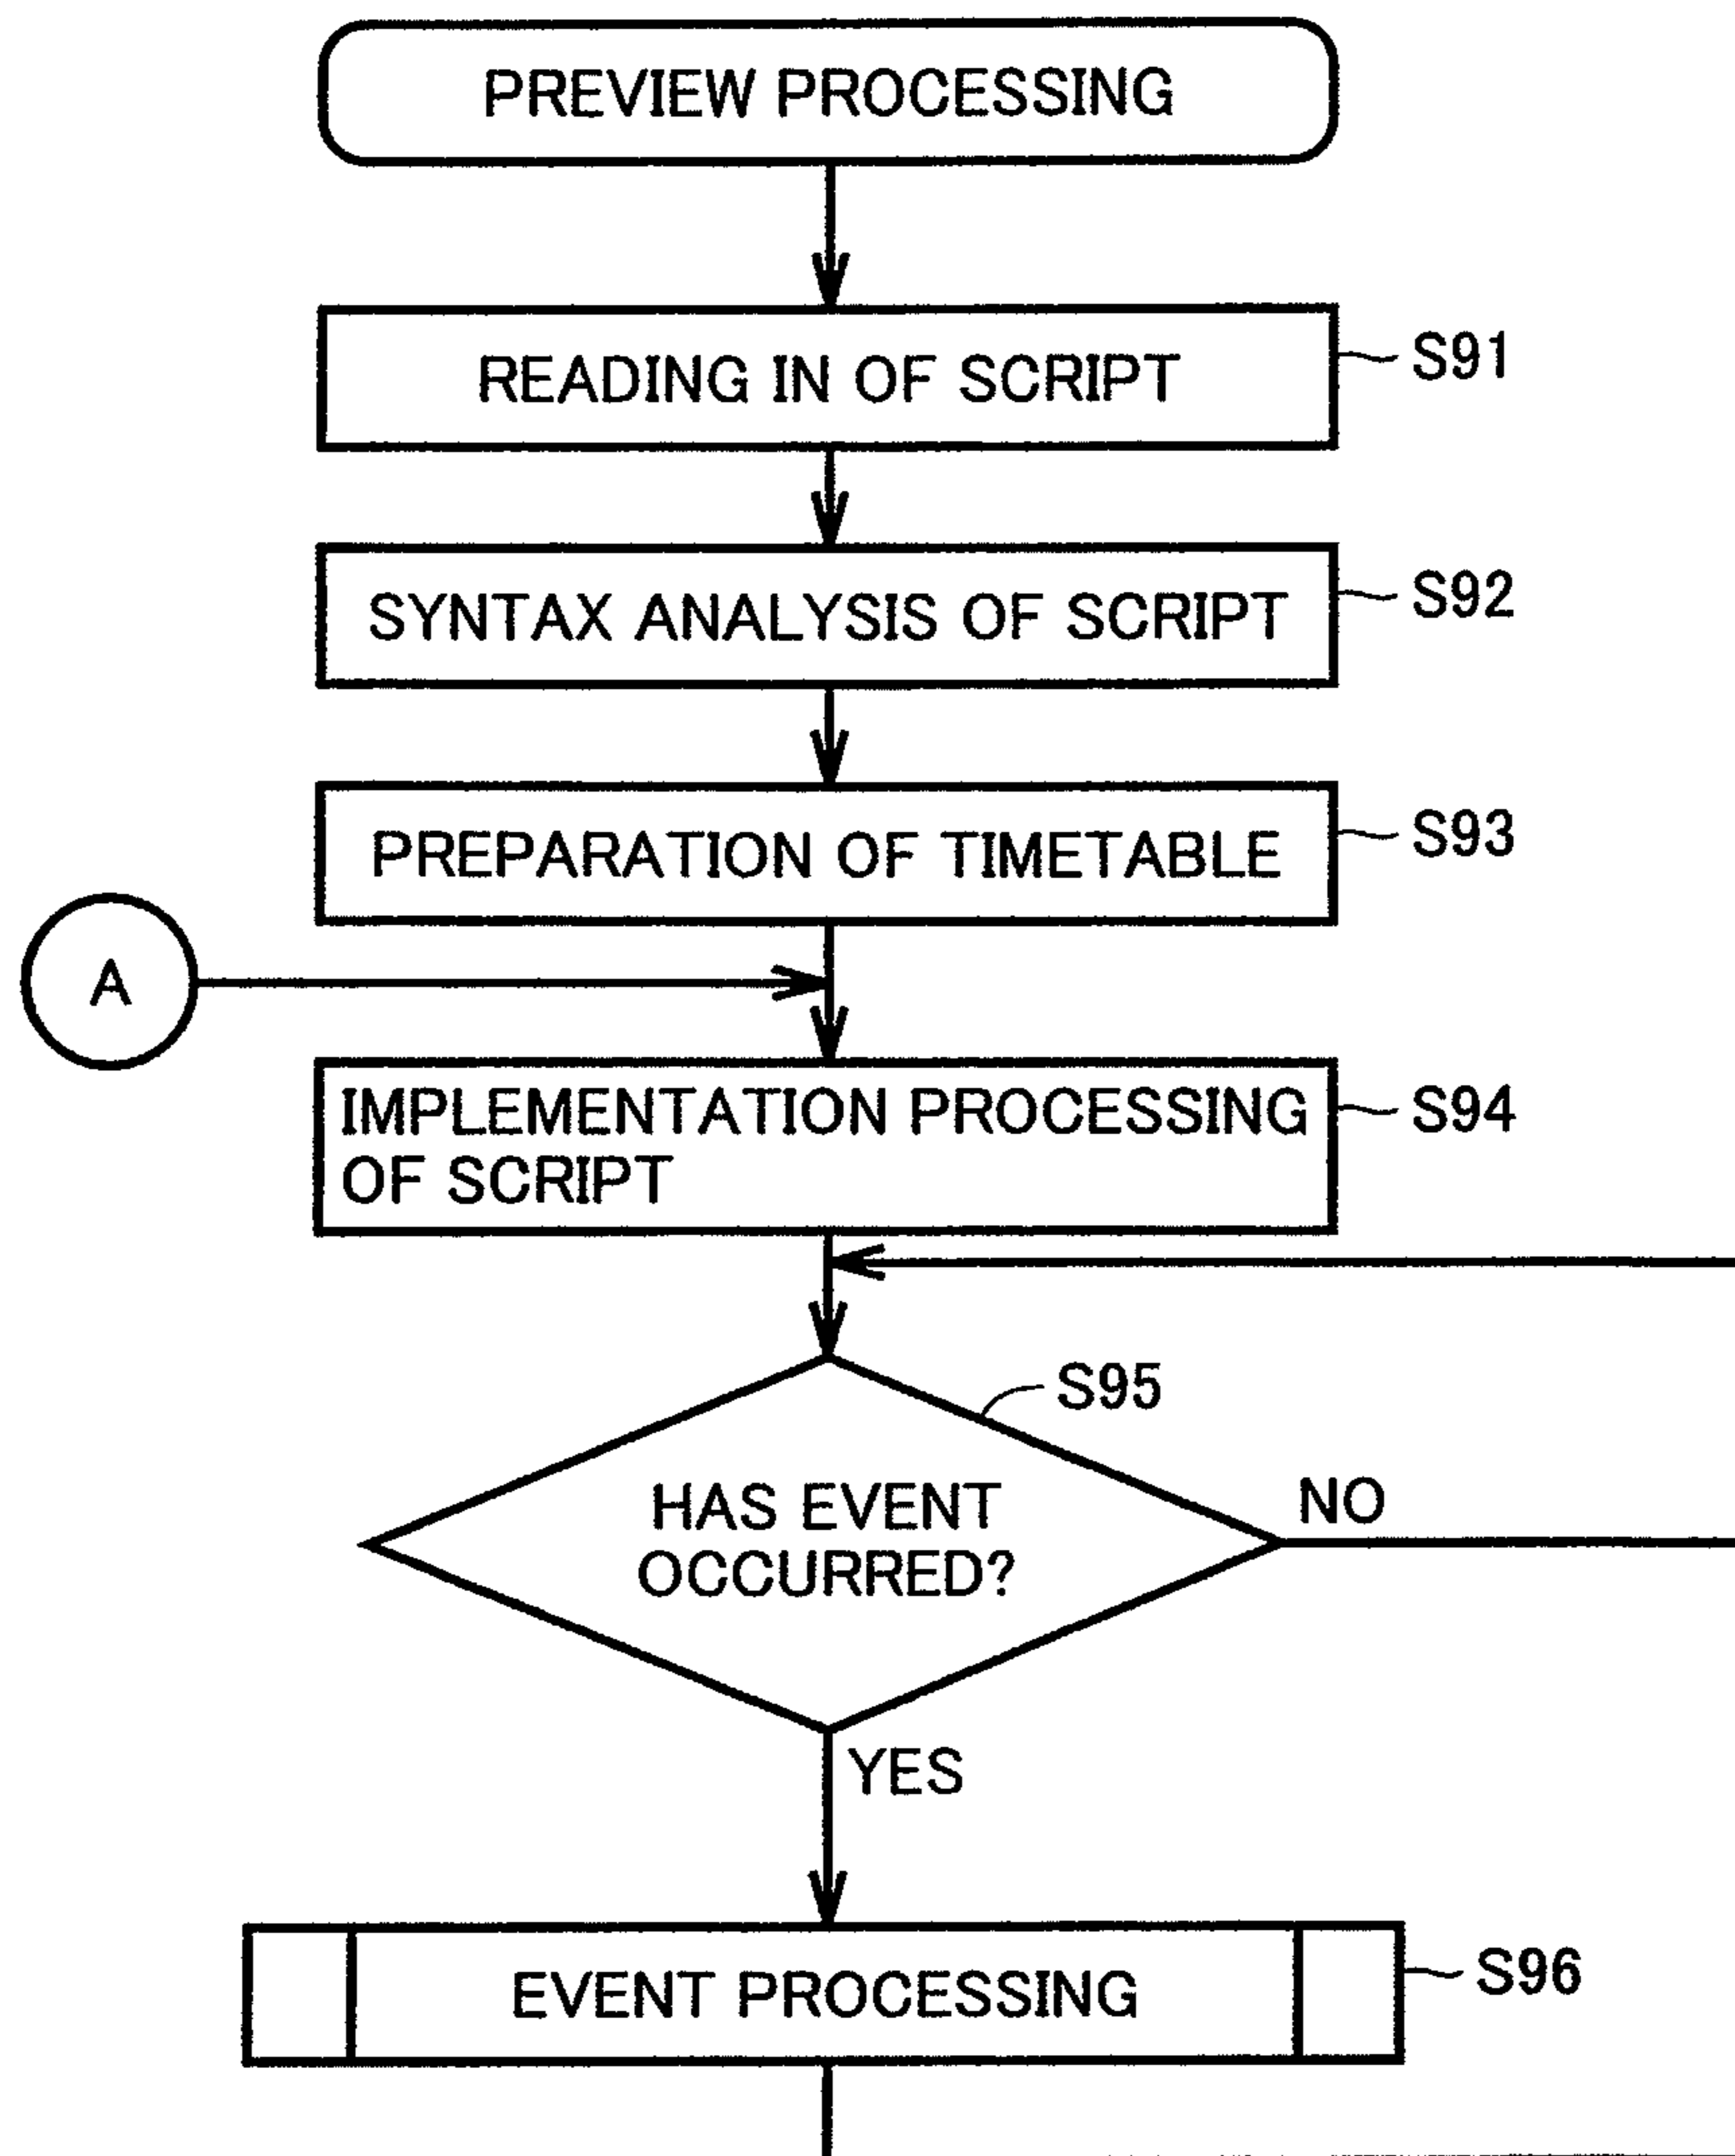 PREVIEW PROCESSING
READING IN OF SCRIPT
S91
SYNTAX ANALYSIS OF SCRIPT
S92
PREPARATION OF TIMETABLE
S93
A
IMPLEMENTATION PROCESSING
OF SCRIPT
S94
S95
HAS EVENT
OCCURRED?
NO
YES
EVENT PROCESSING
S96